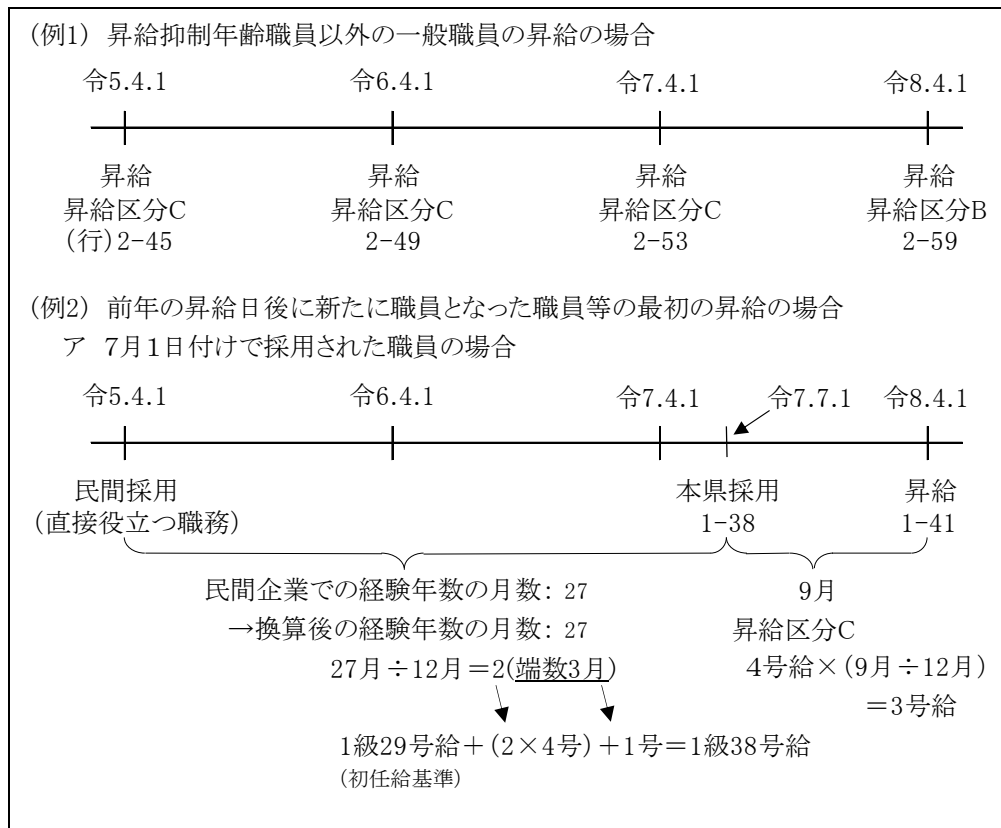 (例1) 昇給抑制年齢職員以外の一般職員の昇給の場合
令5.4.1 令6.4.1 令7.4.1 令8.4.1
昇給 昇給 昇給 昇給
昇給区分C 昇給区分C 昇給区分C 昇給区分B
(行)2-45 2-49 2-53 2-59
(例2) 前年の昇給日後に新たに職員となった職員等の最初の昇給の場合
ア 7月1日付けで採用された職員の場合
令5.4.1 令6.4.1 令7.4.1 令7.7.1 令8.4.1
民間採用 本県採用 昇給
(直接役立つ職務) 1-38 1-41
民間企業での経験年数の月数: 27 9月
→換算後の経験年数の月数: 27 昇給区分C
27月÷12月=2(端数3月) 4号給×(9月÷12月)
=3号給
1級29号給+(2×4号)+1号=1級38号給
(初任給基準)